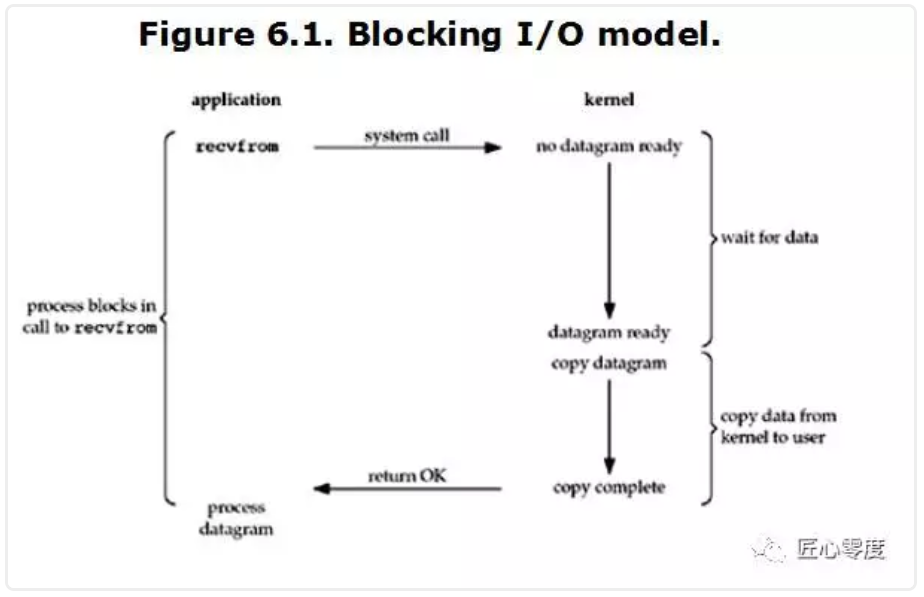 Figure 6.1. Blocking I/O model.
application
kernel
recvfrom
system call
no datagram ready
wait for data
process blocks in
call to recvfrom
datagram ready
copy datagram
copy data from
kernel to user
return OK
copy complete
process
datagram
匠心零度